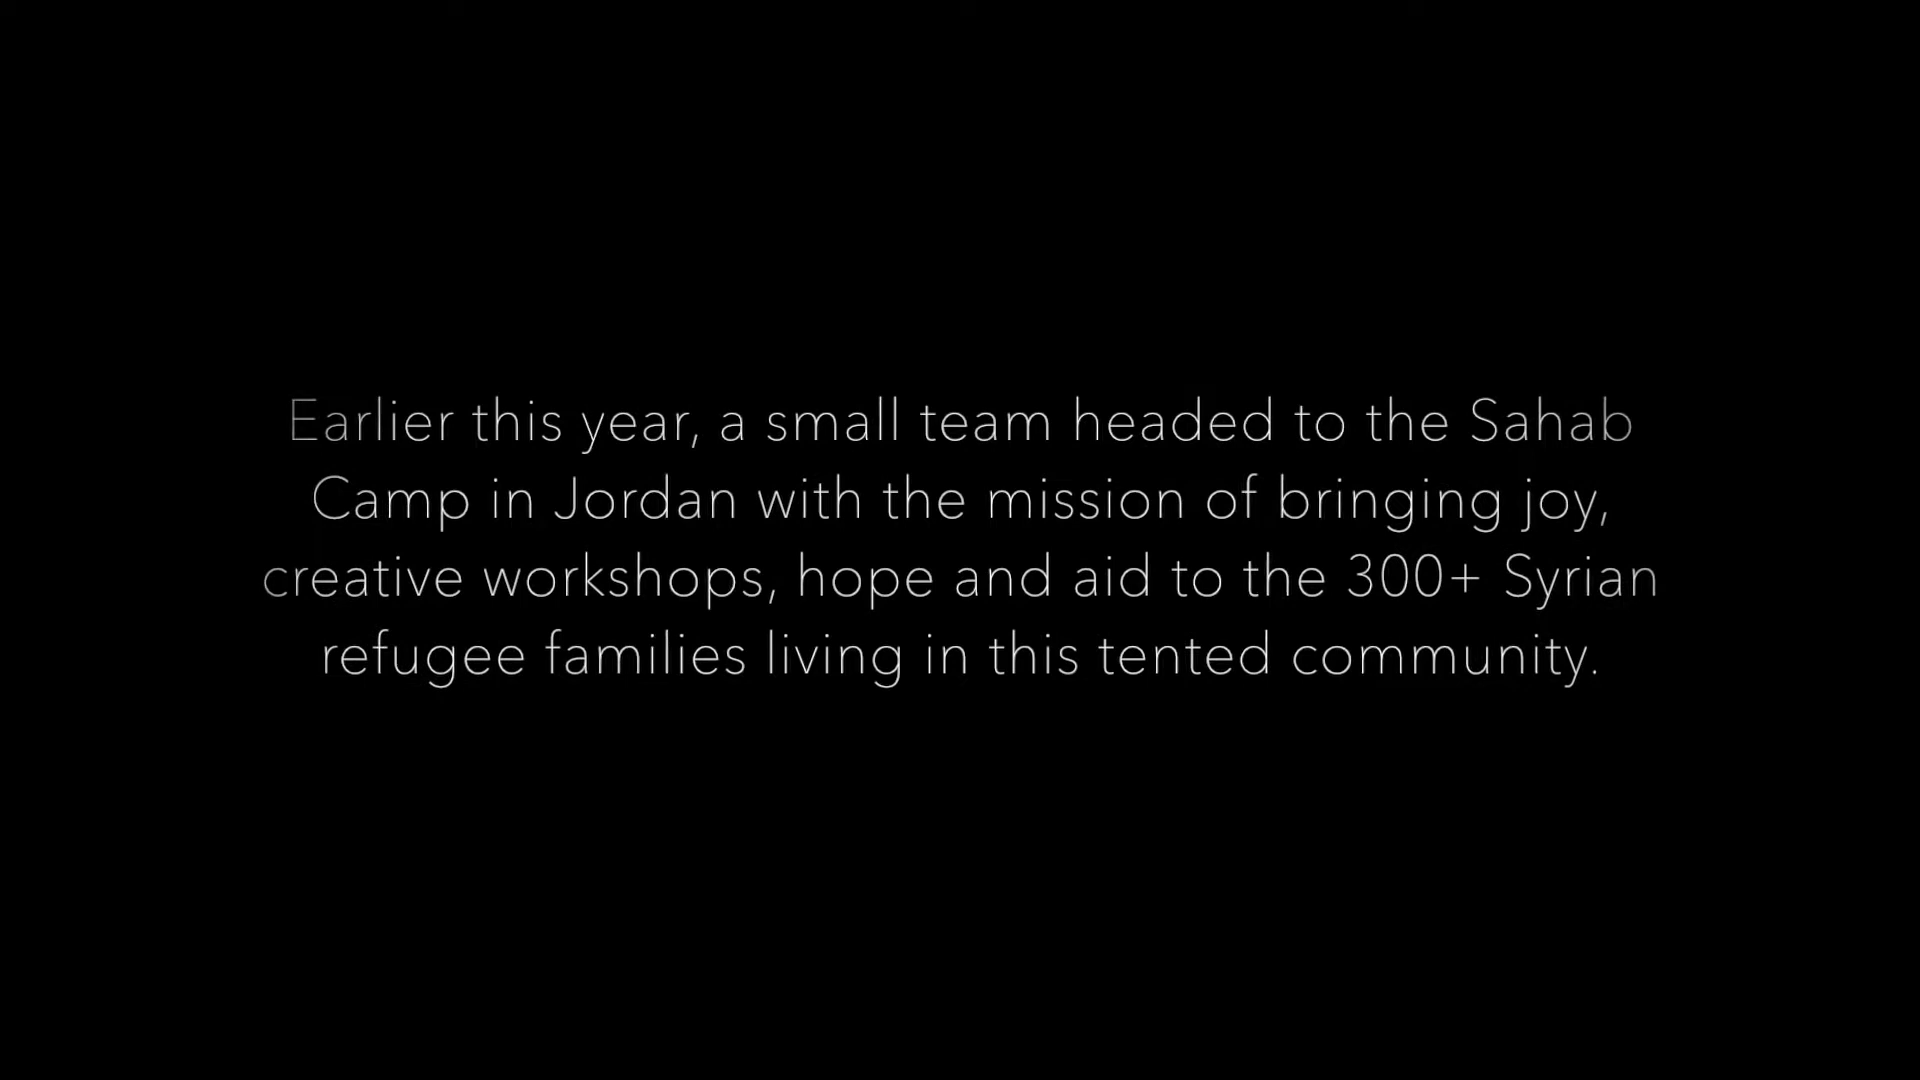 Earlier this year, a small team headed to the Sahab
Camp in Jordan with the mission of bringing joy,
creative workshops, hope and aid to the 300+ Syrian
refugee families living in this tented community.